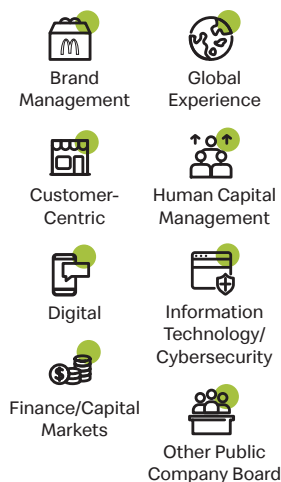 Brand
Management
Global
Experience
Customer-
Centric
Human Capital
Management
Digital
Information
Technology/
Cybersecurity
Finance/Capital
Markets
Other Public
Company Board